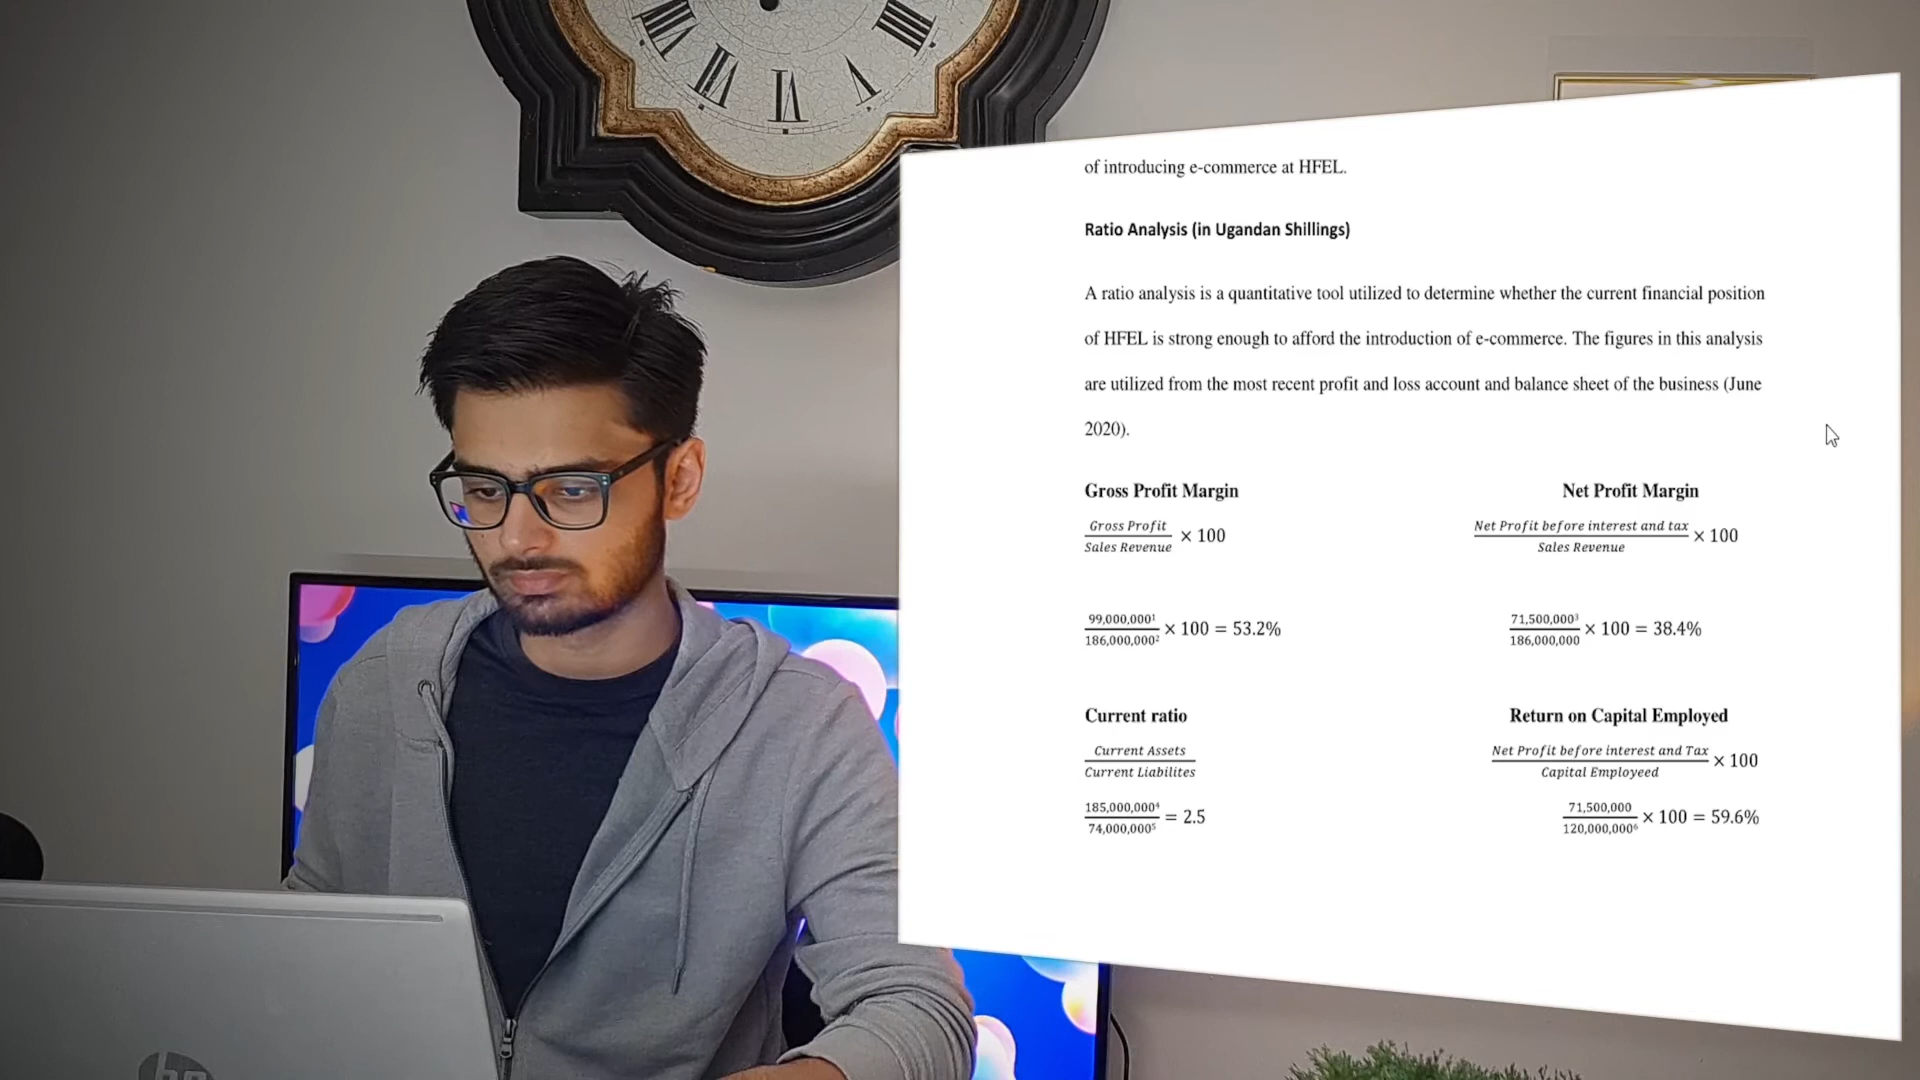 of introducing e-commerce at HFEL.
Ratio Analysis (in Ugandan Shillings)
A ratio analysis is a quantitative tool utilized to determine whether the current financial position
of HFEL is strong enough to afford the introduction of e-commerce. The figures in this analysis
are utilized from the most recent profit and loss account and balance sheet of the business (June
2020).
Gross Profit Margin
Gross Profit
Sales Revenue
× 100
Net Profit Margin
Net Profit before interest and tax
Sales Revenue
× 100
99,000,000¹
186,000,000²
× 100 = 53.2%
71,500,000³
186,000,000
× 100 = 38.4%
Current ratio
Current Assets
Current Liabilites
Return on Capital Employed
Net Profit before interest and Tax
Capital Employeed
× 100
185,000,000⁴
74,000,000⁵
= 2.5
71,500,000
120,000,000⁶
× 100 = 59.6%
IIII
V
VI
VII
VIII
hp